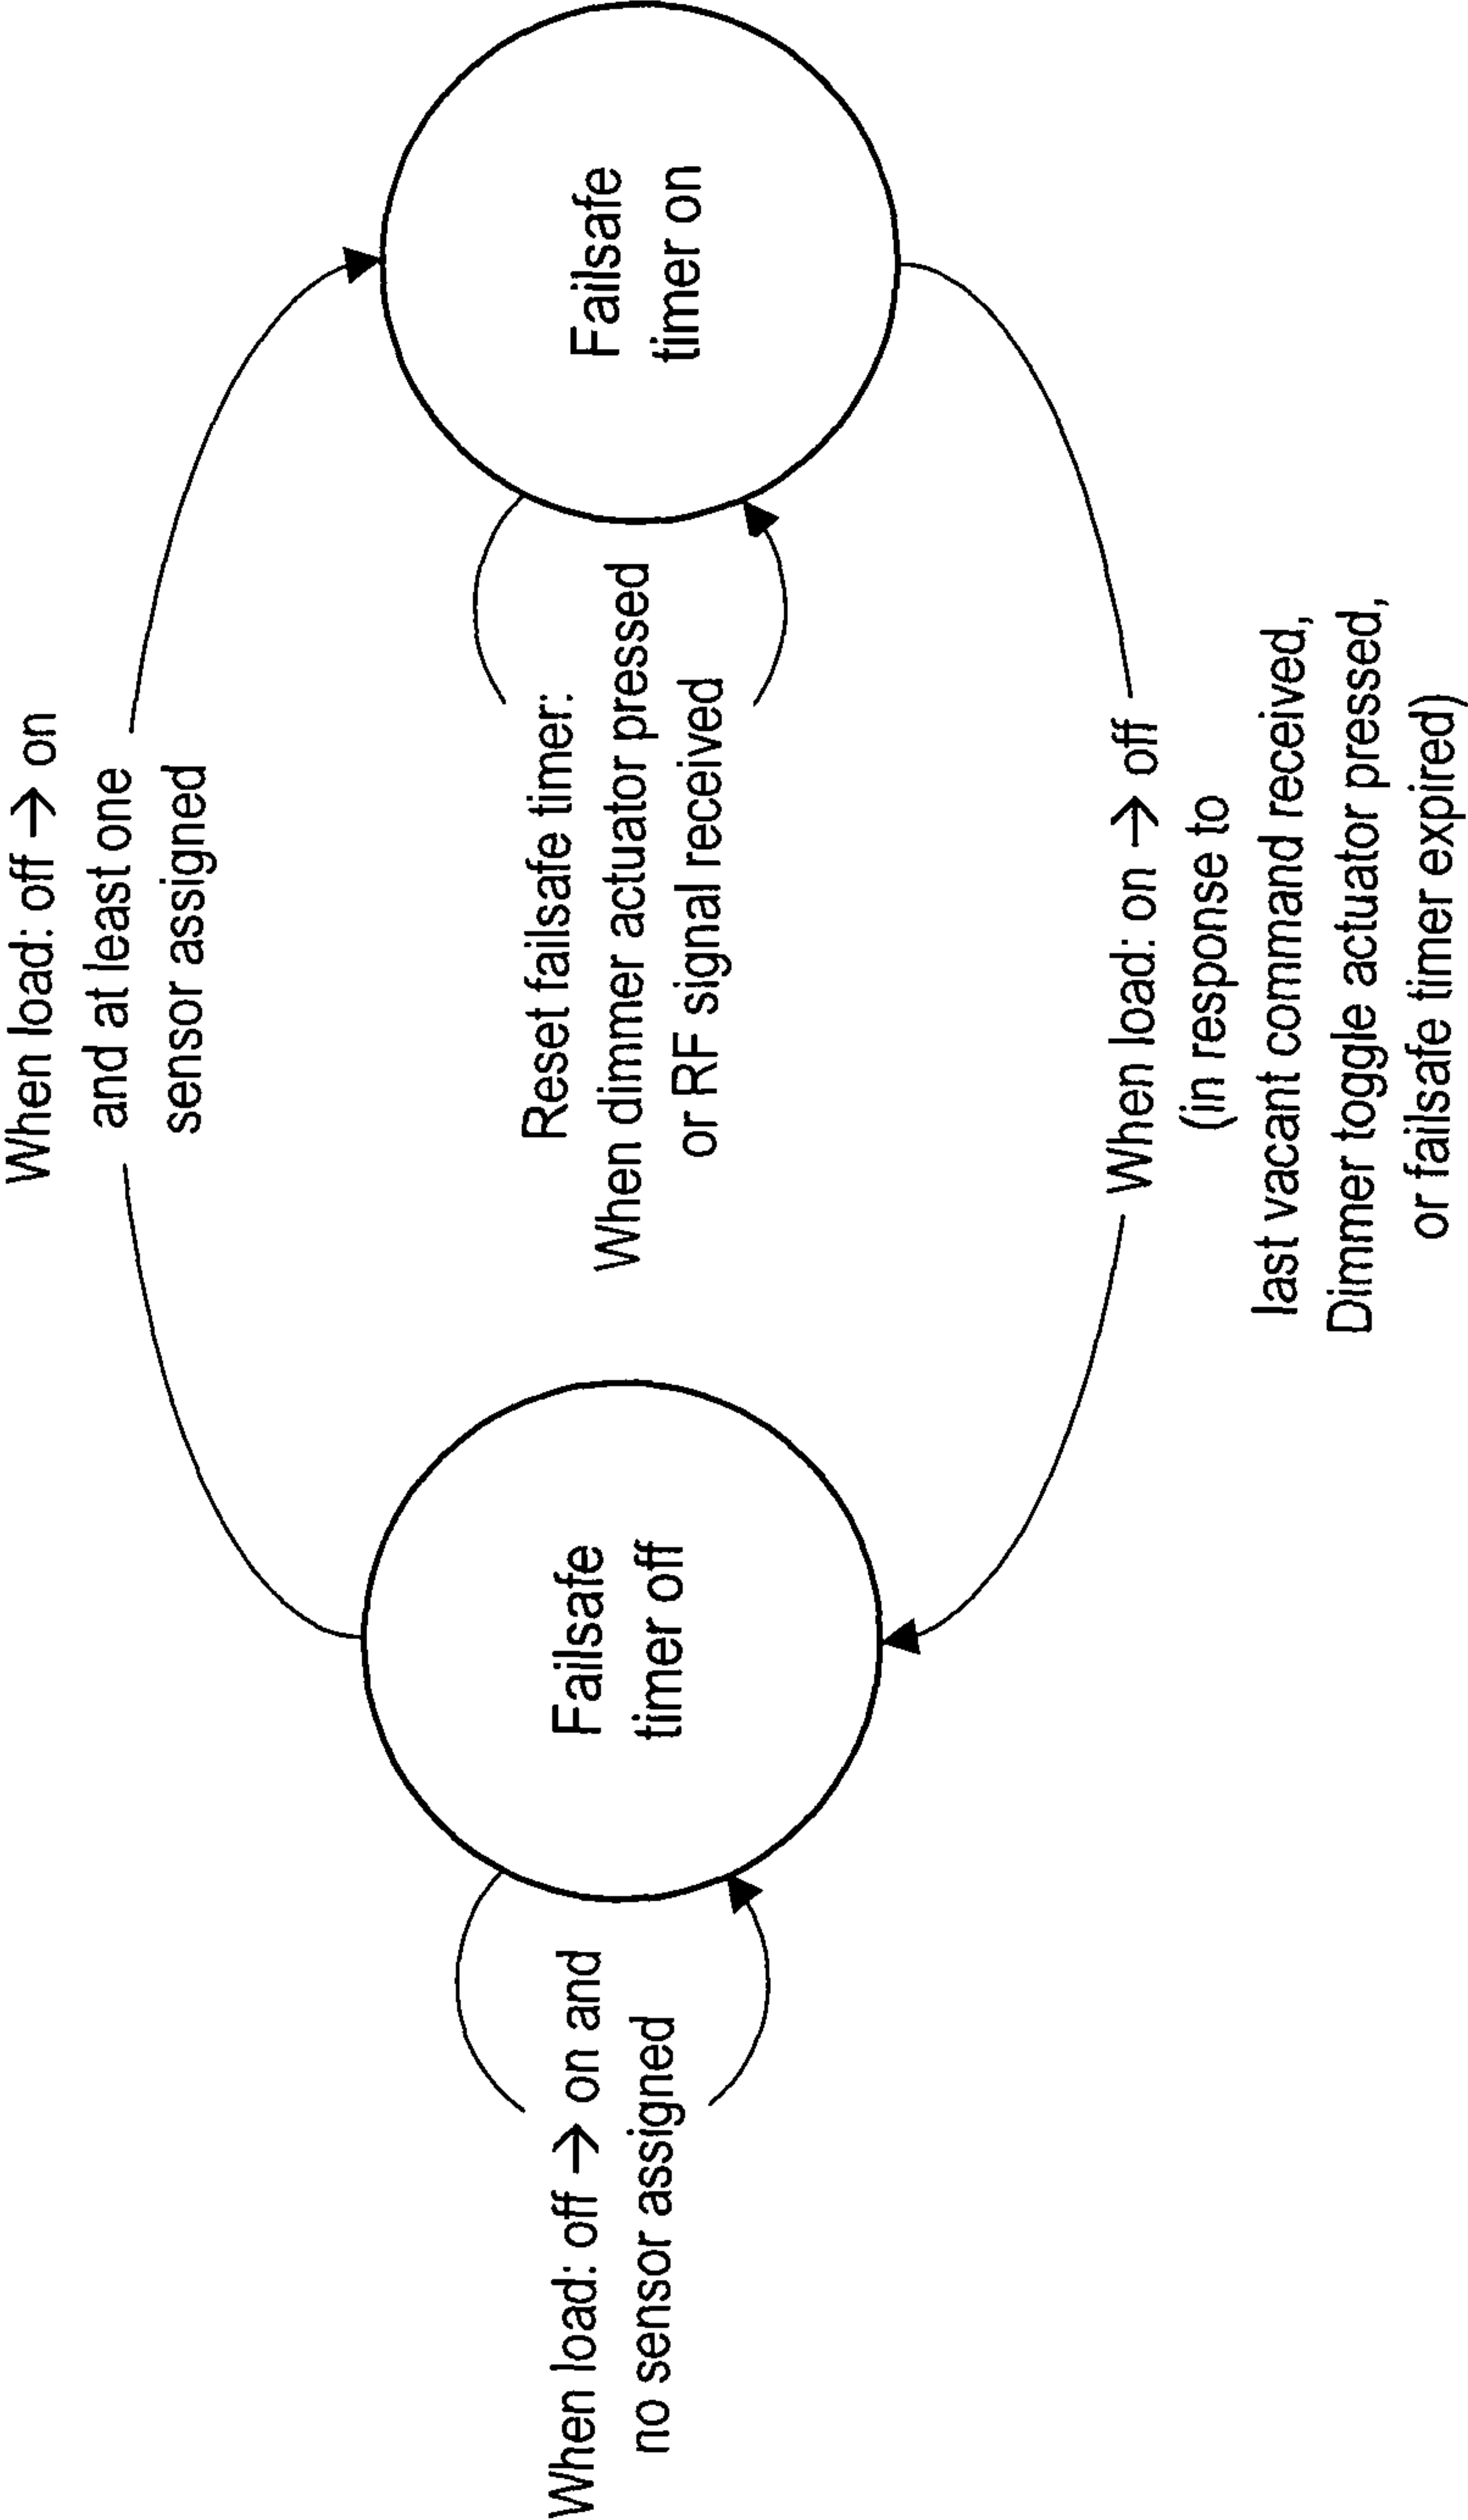 When load: off → on
and at least one
sensor assigned
When load: off → on and
no sensor assigned
Failsafe
timer off
Reset failsafe timer:
When dimmer actuator pressed
or RF signal received
Failsafe
timer on
When load: on → off
(in response to
last vacant command received,
Dimmer toggle actuator pressed,
or failsafe timer expired)